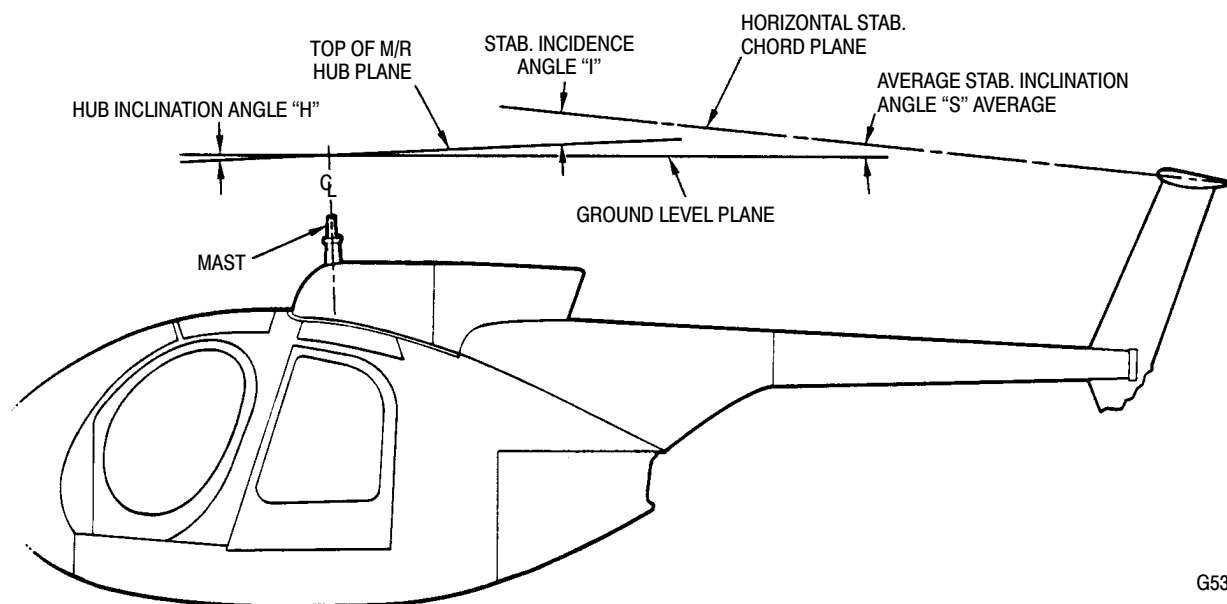 HORIZONTAL STAB.
CHORD PLANE
STAB. INCIDENCE
ANGLE “I”
TOP OF M/R
HUB PLANE
AVERAGE STAB. INCLINATION
ANGLE “S” AVERAGE
HUB INCLINATION ANGLE “H”
CL
GROUND LEVEL PLANE
MAST
G53